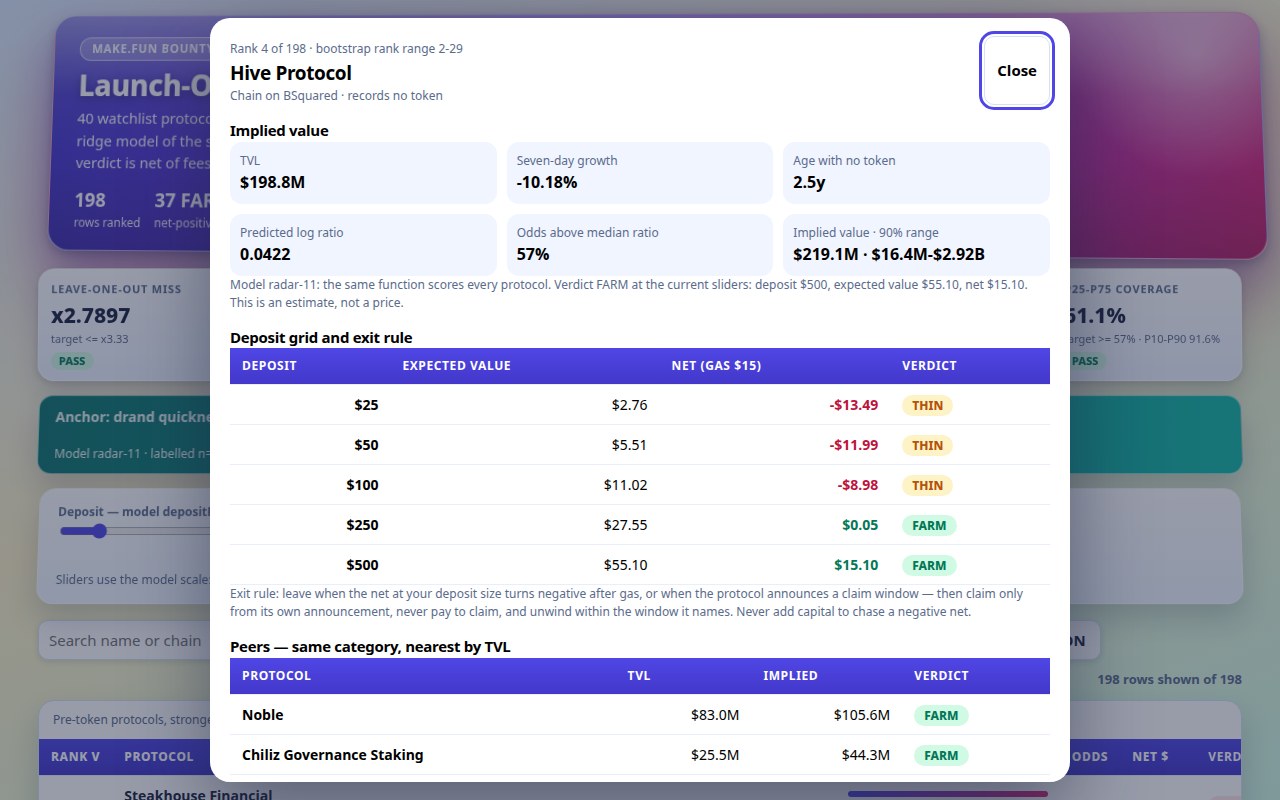 MAKE.FUN BOUNTY
Launch-O
40 watchlist protoco
ridge model of the s
verdict is net of fees
198
37 FAR
rows ranked
net-positiv
LEAVE-ONE-OUT MISS
x2.7897
target <= x3.33
PASS
Anchor: drand quickne
Model radar-11 · labelled n=
Deposit — model deposit
Sliders use the model scale
Search name or chain
Pre-token protocols, stronge
RANK V
PROTOCOL
Steakhouse Financial
Rank 4 of 198 · bootstrap rank range 2-29
Hive Protocol
Chain on BSquared · records no token
Close
Implied value
TVL
$198.8M
Seven-day growth
-10.18%
Age with no token
2.5y
Predicted log ratio
0.0422
Odds above median ratio
57%
Implied value · 90% range
$219.1M · $16.4M-$2.92B
Model radar-11: the same function scores every protocol. Verdict FARM at the current sliders: deposit $500, expected value $55.10, net $15.10.
This is an estimate, not a price.
Deposit grid and exit rule
DEPOSIT EXPECTED VALUE NET (GAS $15) VERDICT
$25 $2.76 -$13.49 THIN
$50 $5.51 -$11.99 THIN
$100 $11.02 -$8.98 THIN
$250 $27.55 $0.05 FARM
$500 $55.10 $15.10 FARM
Exit rule: leave when the net at your deposit size turns negative after gas, or when the protocol announces a claim window — then claim only
from its own announcement, never pay to claim, and unwind within the window it names. Never add capital to chase a negative net.
Peers — same category, nearest by TVL
PROTOCOL TVL IMPLIED VERDICT
Noble $83.0M $105.6M FARM
Chiliz Governance Staking $25.5M $44.3M FARM
25-P75 COVERAGE
61.1%
arget >= 57% · P10-P90 91.6%
PASS
ON
198 rows shown of 198
ODDS
NET $
VERD